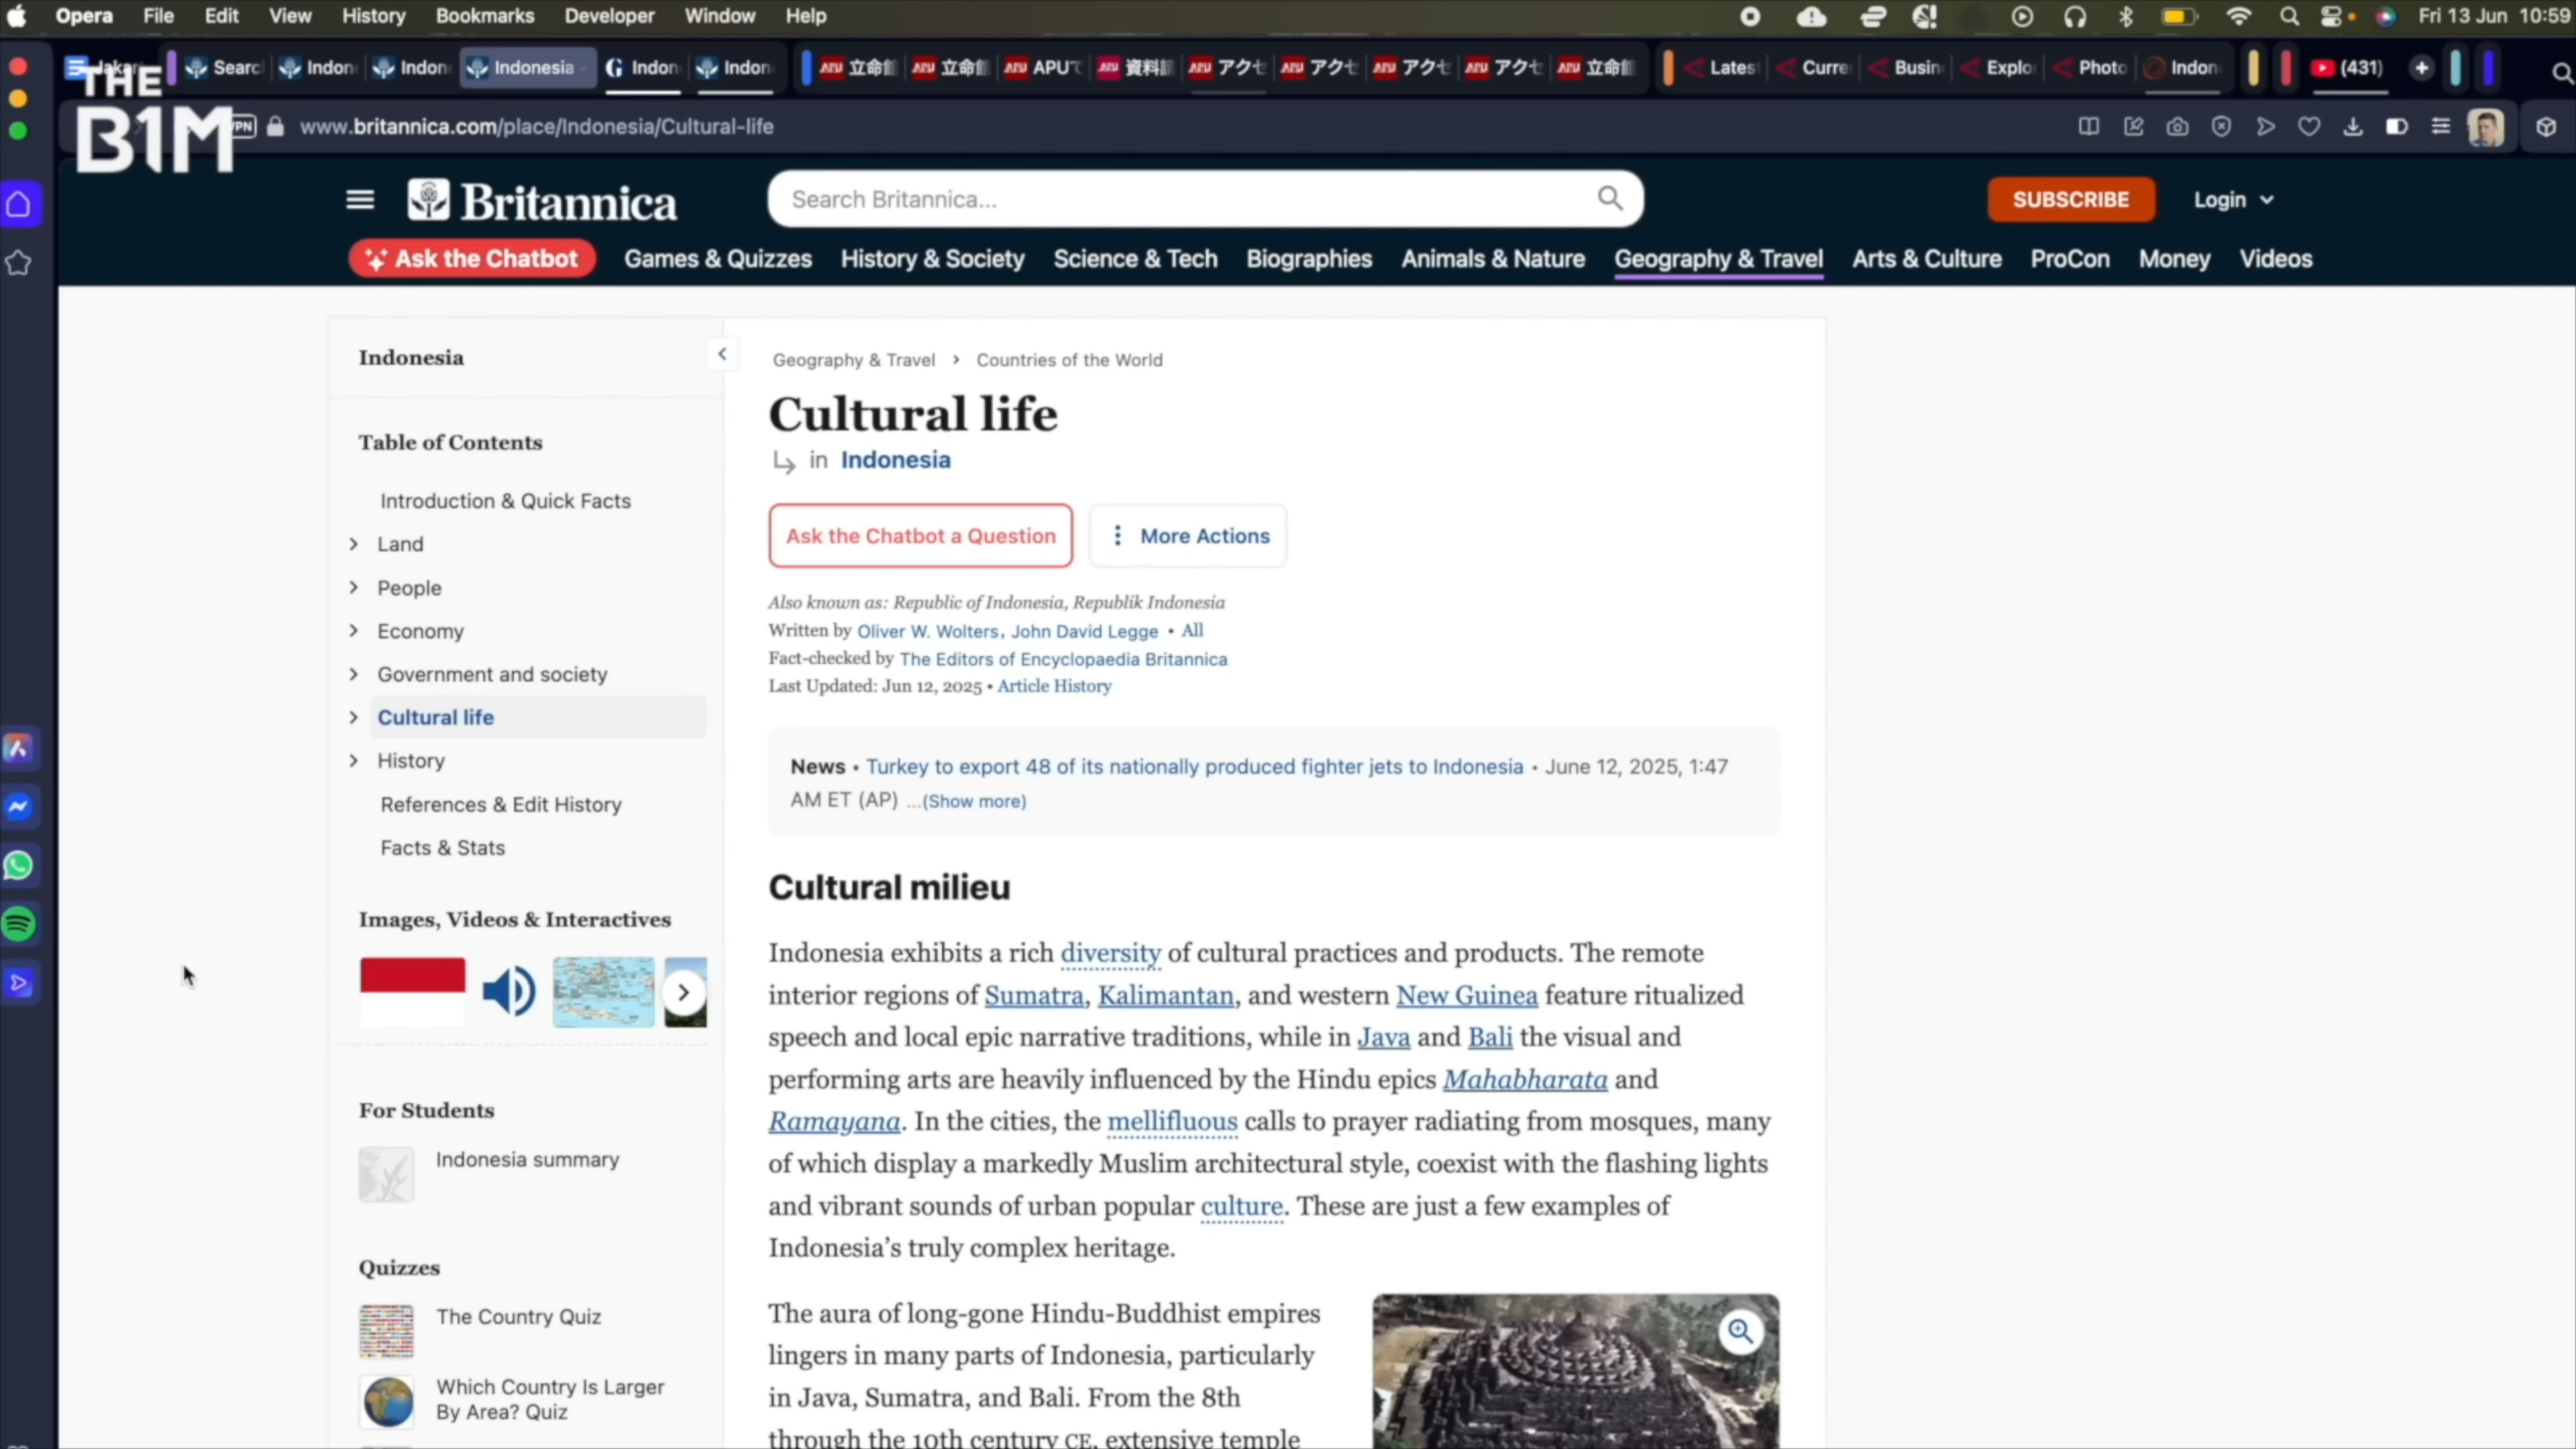 Opera File Edit View History Bookmarks Developer Window Help
Fri 13 Jun 10:59
Searc Indon Indon Indonesia - Indon Indon 立命館 立命館 APUで 資料請 アクセ アクセ アクセ アクセ 立命館 Lates Curre Busin Explo Photo Indon (431)
THE
B1M
VPN www.britannica.com/place/Indonesia/Cultural-life
Britannica
Search Britannica...
SUBSCRIBE
Login
Ask the Chatbot Games & Quizzes History & Society Science & Tech Biographies Animals & Nature Geography & Travel Arts & Culture ProCon Money Videos
Indonesia
Table of Contents
Introduction & Quick Facts
Land
People
Economy
Government and society
Cultural life
History
References & Edit History
Facts & Stats
Images, Videos & Interactives
For Students
Indonesia summary
Quizzes
The Country Quiz
Which Country Is Larger
By Area? Quiz
Geography & Travel > Countries of the World
Cultural life
in Indonesia
Ask the Chatbot a Question
More Actions
Also known as: Republic of Indonesia, Republik Indonesia
Written by Oliver W. Wolters, John David Legge • All
Fact-checked by The Editors of Encyclopaedia Britannica
Last Updated: Jun 12, 2025 • Article History
News • Turkey to export 48 of its nationally produced fighter jets to Indonesia • June 12, 2025, 1:47
AM ET (AP) ...(Show more)
Cultural milieu
Indonesia exhibits a rich diversity of cultural practices and products. The remote
interior regions of Sumatra, Kalimantan, and western New Guinea feature ritualized
speech and local epic narrative traditions, while in Java and Bali the visual and
performing arts are heavily influenced by the Hindu epics Mahabharata and
Ramayana. In the cities, the mellifluous calls to prayer radiating from mosques, many
of which display a markedly Muslim architectural style, coexist with the flashing lights
and vibrant sounds of urban popular culture. These are just a few examples of
Indonesia's truly complex heritage.
The aura of long-gone Hindu-Buddhist empires
lingers in many parts of Indonesia, particularly
in Java, Sumatra, and Bali. From the 8th
through the 10th century CE, extensive temple